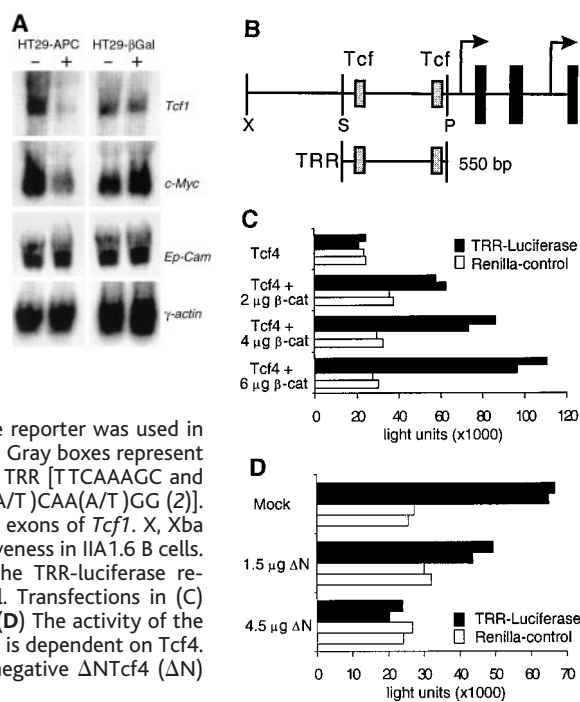 A
HT29-APC HT29-βGal
− + − +
Tcf1
c-Myc
Ep-Cam
γ-actin
B
Tcf Tcf
X S P
TRR 550 bp
C
TRR-Luciferase
Renilla-control
Tcf4
Tcf4 +
2 µg β-cat
Tcf4 +
4 µg β-cat
Tcf4 +
6 µg β-cat
0 20 40 60 80 100 120
light units (x1000)
e reporter was used in
Gray boxes represent
TRR [TTCAAAGC and
A/T)CAA(A/T)GG (2)].
exons of Tcf1. X, Xba
veness in IIA1.6 B cells.
he TRR-luciferase re-
l. Transfections in (C)
(D) The activity of the
is dependent on Tcf4.
negative ΔNTcf4 (ΔN)
D
Mock
1.5 µg ΔN
4.5 µg ΔN
TRR-Luciferase
Renilla-control
0 10 20 30 40 50 60 70
light units (x1000)